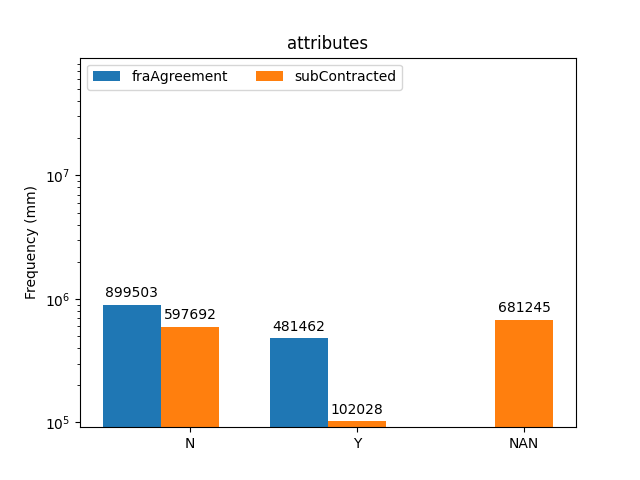 attributes
fraAgreement subContracted
Frequency (mm)
10^7
10^6
10^5
899503
597692
481462
102028
681245
N Y NAN